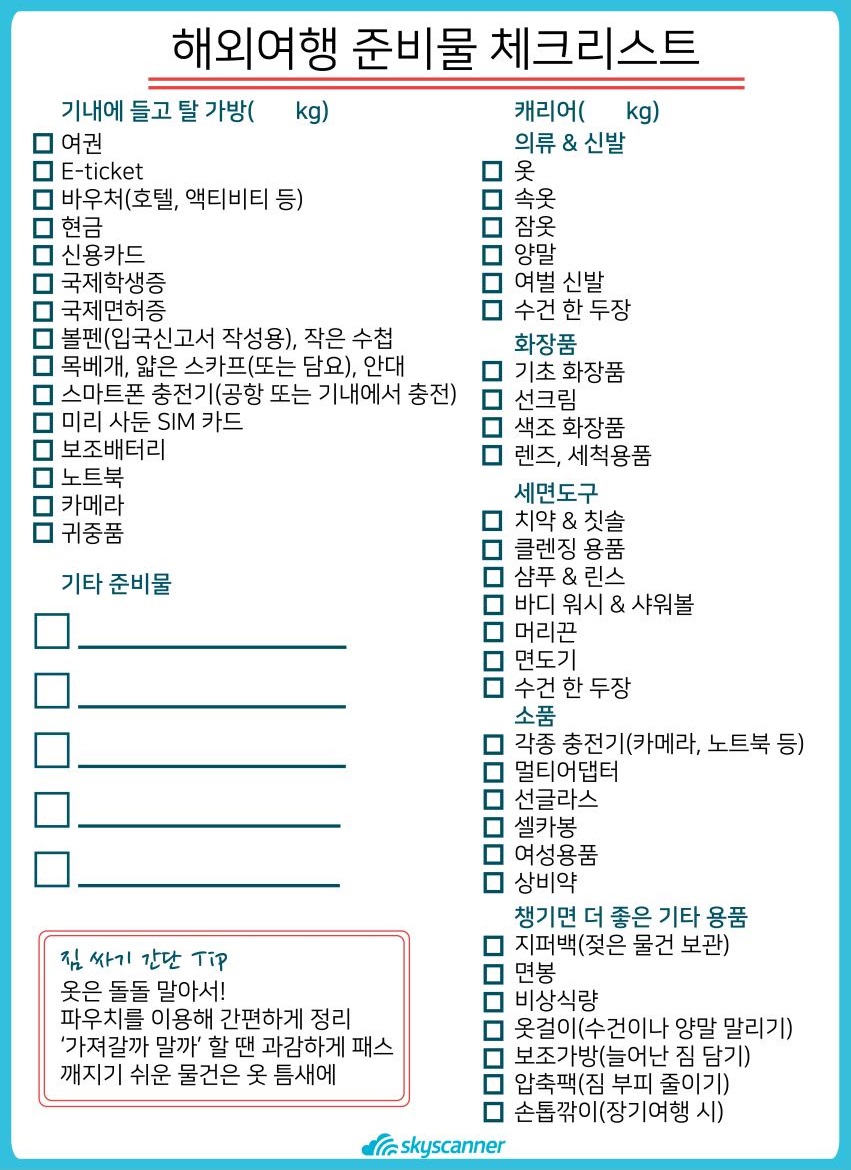 해외여행 준비물 체크리스트
기내에 들고 탈 가방( kg)
여권
E-ticket
바우처(호텔, 액티비티 등)
현금
신용카드
국제학생증
국제면허증
볼펜(입국신고서 작성용), 작은 수첩
목베개, 얇은 스카프(또는 담요), 안대
스마트폰 충전기(공항 또는 기내에서 충전)
미리 사둔 SIM 카드
보조배터리
노트북
카메라
귀중품
기타 준비물
짐 싸기 간단 Tip
옷은 돌돌 말아서!
파우치를 이용해 간편하게 정리
‘가져갈까 말까’ 할 땐 과감하게 패스
깨지기 쉬운 물건은 옷 틈새에
캐리어( kg)
의류 & 신발
옷
속옷
잠옷
양말
여벌 신발
수건 한 두장
화장품
기초 화장품
선크림
색조 화장품
렌즈, 세척용품
세면도구
치약 & 칫솔
클렌징 용품
샴푸 & 린스
바디 워시 & 샤워볼
머리끈
면도기
수건 한 두장
소품
각종 충전기(카메라, 노트북 등)
멀티어댑터
선글라스
셀카봉
여성용품
상비약
챙기면 더 좋은 기타 용품
지퍼백(젖은 물건 보관)
면봉
비상식량
옷걸이(수건이나 양말 말리기)
보조가방(늘어난 짐 담기)
압축팩(짐 부피 줄이기)
손톱깎이(장기여행 시)
skyscanner